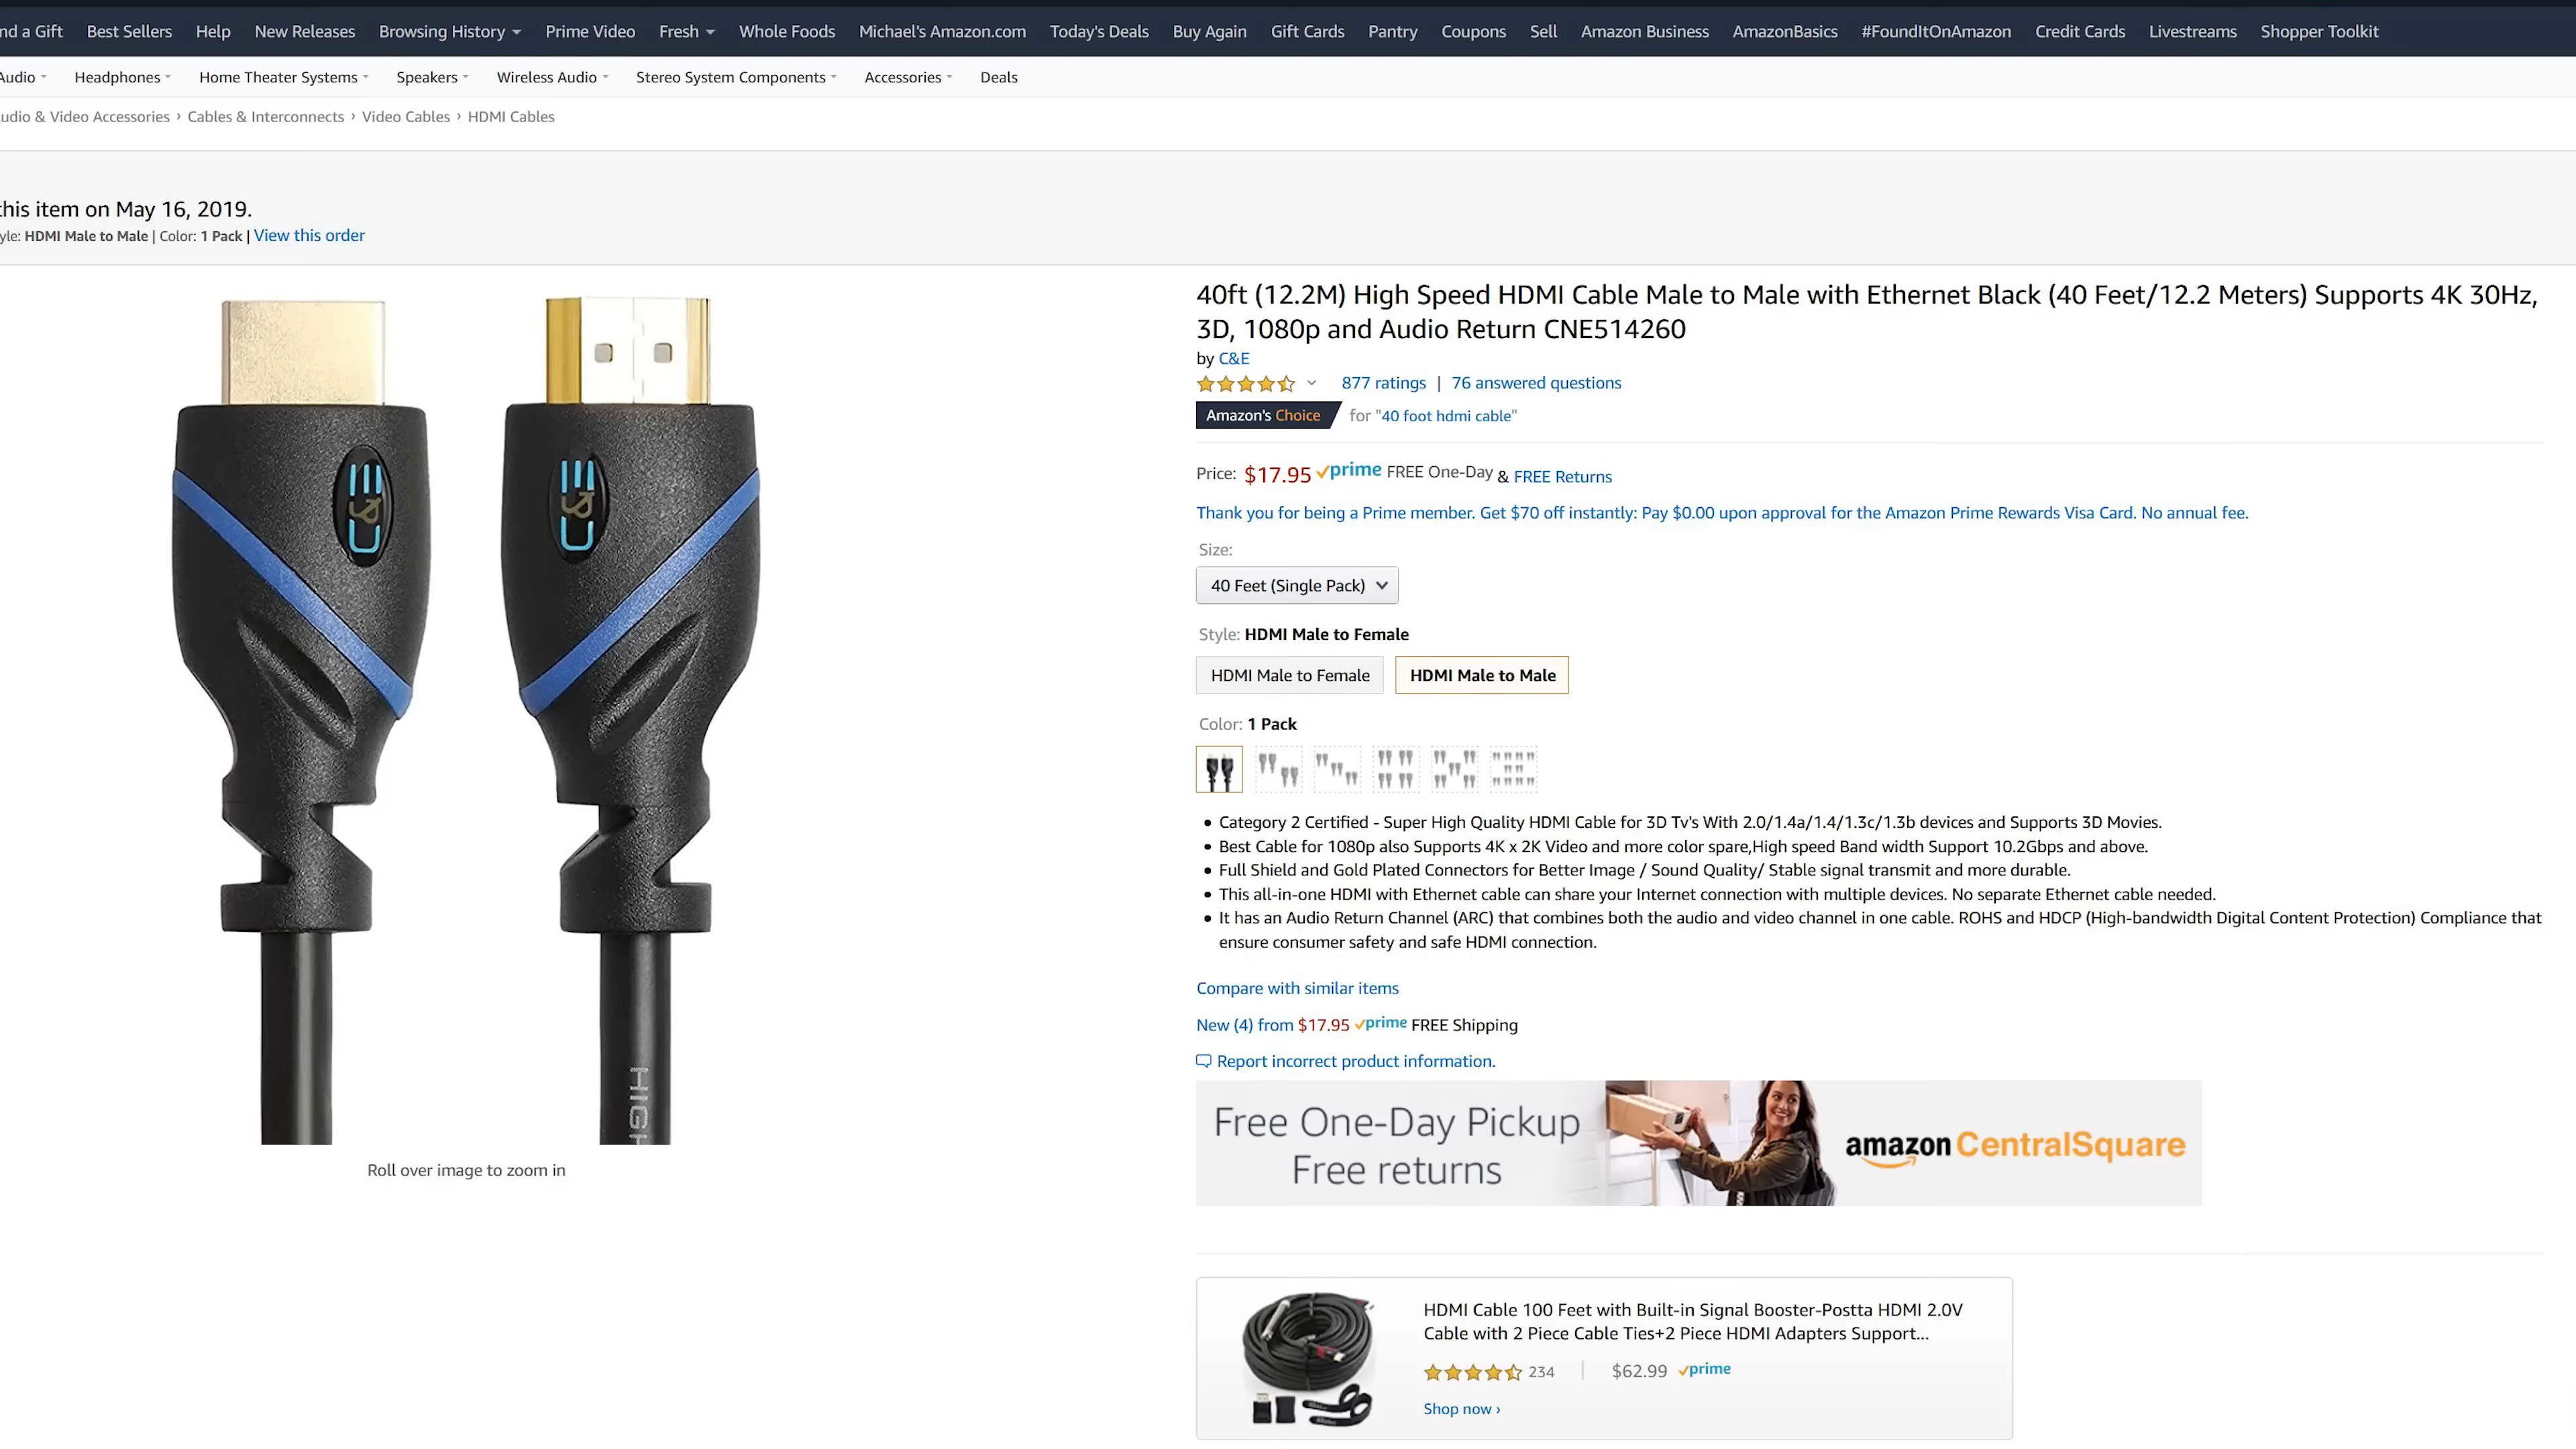 nd a Gift Best Sellers Help New Releases Browsing History Prime Video Fresh Whole Foods Michael's Amazon.com Today's Deals Buy Again Gift Cards Pantry Coupons Sell Amazon Business AmazonBasics #FoundItOnAmazon Credit Cards Livestreams Shopper Toolkit
Audio Headphones Home Theater Systems Speakers Wireless Audio Stereo System Components Accessories Deals
udio & Video Accessories › Cables & Interconnects › Video Cables › HDMI Cables
this item on May 16, 2019.
yle: HDMI Male to Male | Color: 1 Pack | View this order
C&E
C&E
HIGH
Roll over image to zoom in
40ft (12.2M) High Speed HDMI Cable Male to Male with Ethernet Black (40 Feet/12.2 Meters) Supports 4K 30Hz,
3D, 1080p and Audio Return CNE514260
by C&E
877 ratings | 76 answered questions
Amazon's Choice for "40 foot hdmi cable"
Price: $17.95 prime FREE One-Day & FREE Returns
Thank you for being a Prime member. Get $70 off instantly: Pay $0.00 upon approval for the Amazon Prime Rewards Visa Card. No annual fee.
Size:
40 Feet (Single Pack)
Style: HDMI Male to Female
HDMI Male to Female HDMI Male to Male
Color: 1 Pack
• Category 2 Certified - Super High Quality HDMI Cable for 3D Tv's With 2.0/1.4a/1.4/1.3c/1.3b devices and Supports 3D Movies.
• Best Cable for 1080p also Supports 4K x 2K Video and more color spare,High speed Band width Support 10.2Gbps and above.
• Full Shield and Gold Plated Connectors for Better Image / Sound Quality/ Stable signal transmit and more durable.
• This all-in-one HDMI with Ethernet cable can share your Internet connection with multiple devices. No separate Ethernet cable needed.
• It has an Audio Return Channel (ARC) that combines both the audio and video channel in one cable. ROHS and HDCP (High-bandwidth Digital Content Protection) Compliance that
ensure consumer safety and safe HDMI connection.
Compare with similar items
New (4) from $17.95 prime FREE Shipping
Report incorrect product information.
Free One-Day Pickup
Free returns
amazon CentralSquare
HDMI Cable 100 Feet with Built-in Signal Booster-Postta HDMI 2.0V
Cable with 2 Piece Cable Ties+2 Piece HDMI Adapters Support...
234 | $62.99 prime
Shop now ›